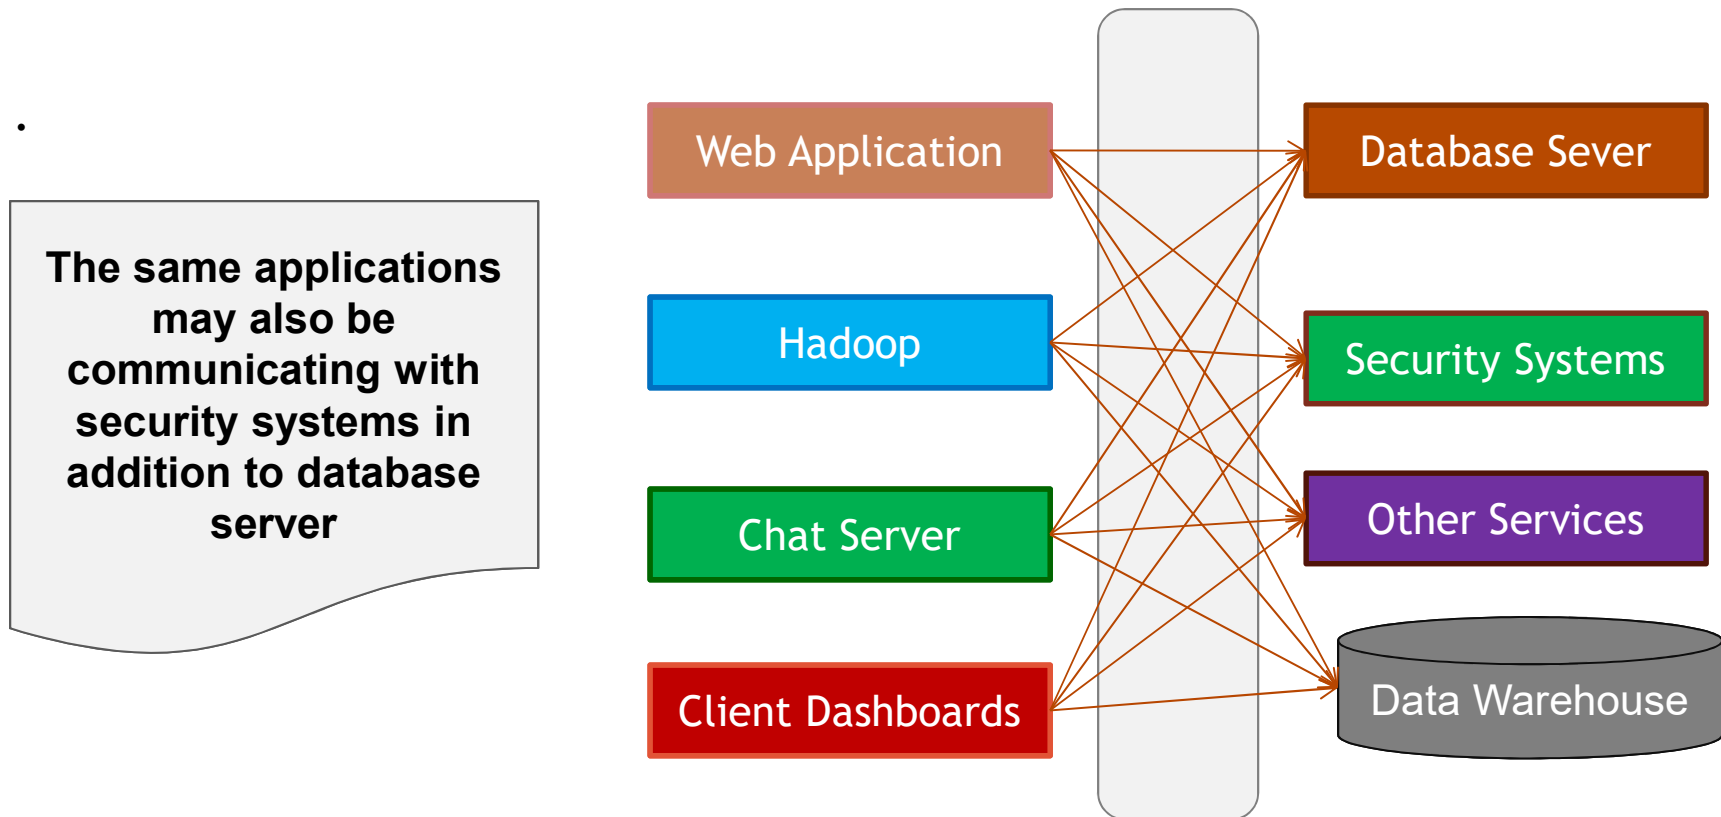 .
The same applications
may also be
communicating with
security systems in
addition to database
server
Web Application
Hadoop
Chat Server
Client Dashboards
Database Sever
Security Systems
Other Services
Data Warehouse